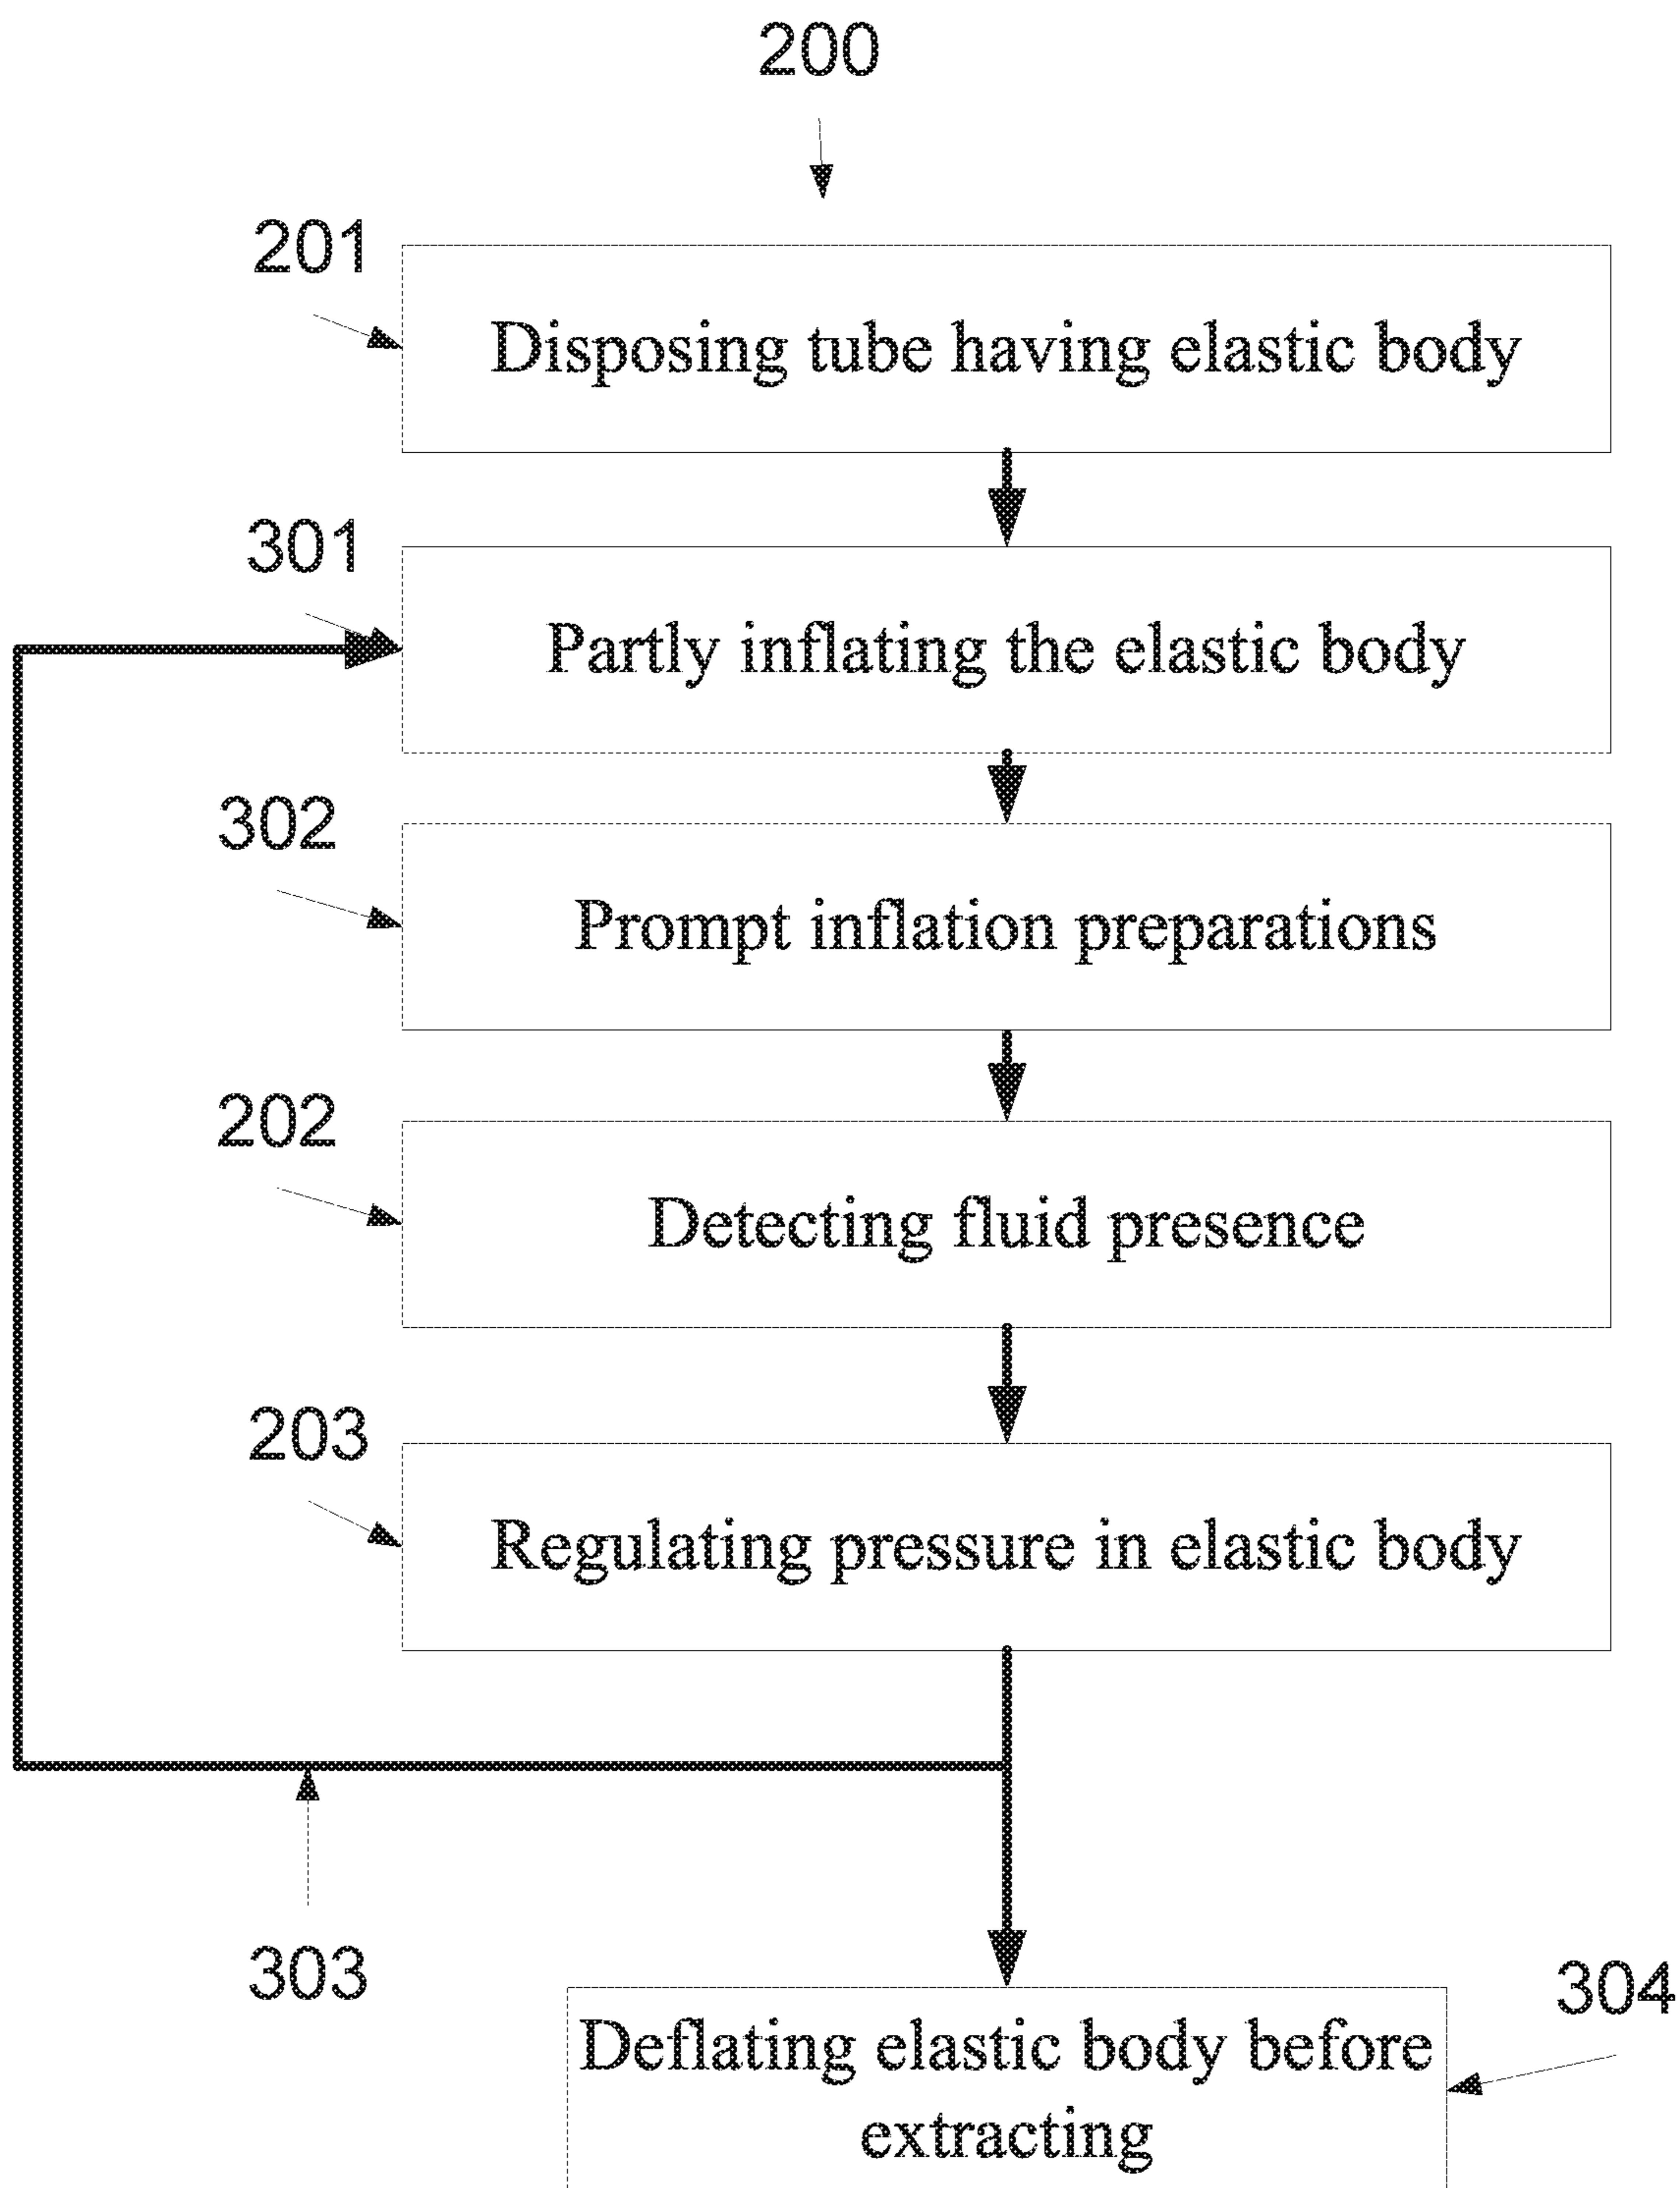 200
201
Disposing tube having elastic body
301
Partly inflating the elastic body
302
Prompt inflation preparations
202
Detecting fluid presence
203
Regulating pressure in elastic body
303
304
Deflating elastic body before
extracting